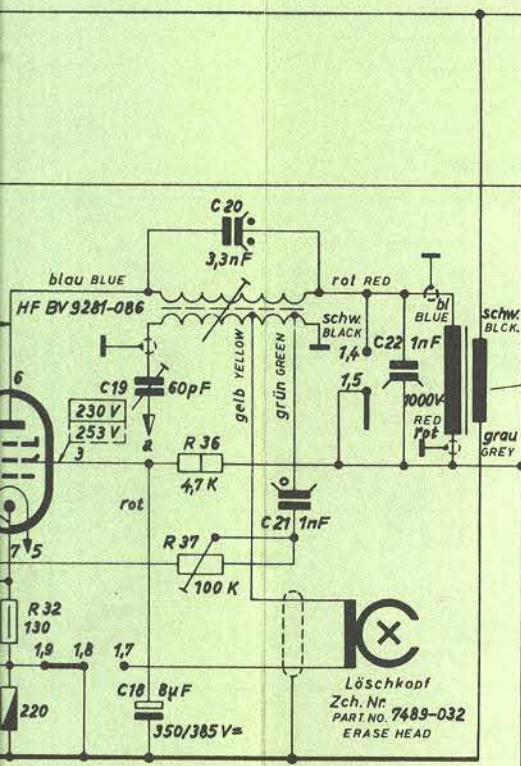 C 20
3,3nF
blau BLUE
rot RED
HF BV 9281-086
schw.
BLACK
bl
BLUE
schw.
BLCK.
gelb YELLOW
grün GREEN
1,4
C22 1nF
1,5
1000V-
RED
rot
grau
GREY
6
C19 60pF
a
230 V
253 V
3
R 36
4,7 K
rot
C 21 1nF
R 37
100 K
7 5
R 32
130
1,9 1,8 1,7
C18 8µF
350/385 V=
220
Löschkopf
Zch. Nr.
PART. NO. 7489-032
ERASE HEAD